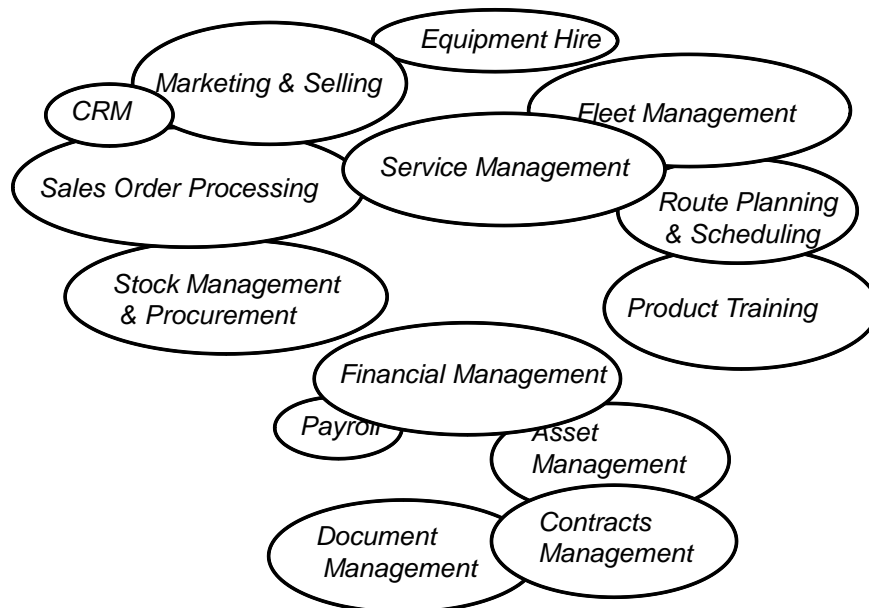 Equipment Hire
Marketing & Selling
CRM
Fleet Management
Service Management
Sales Order Processing
Route Planning
& Scheduling
Stock Management
& Procurement
Product Training
Financial Management
Payroll
Asset
Management
Contracts
Management
Document
Management